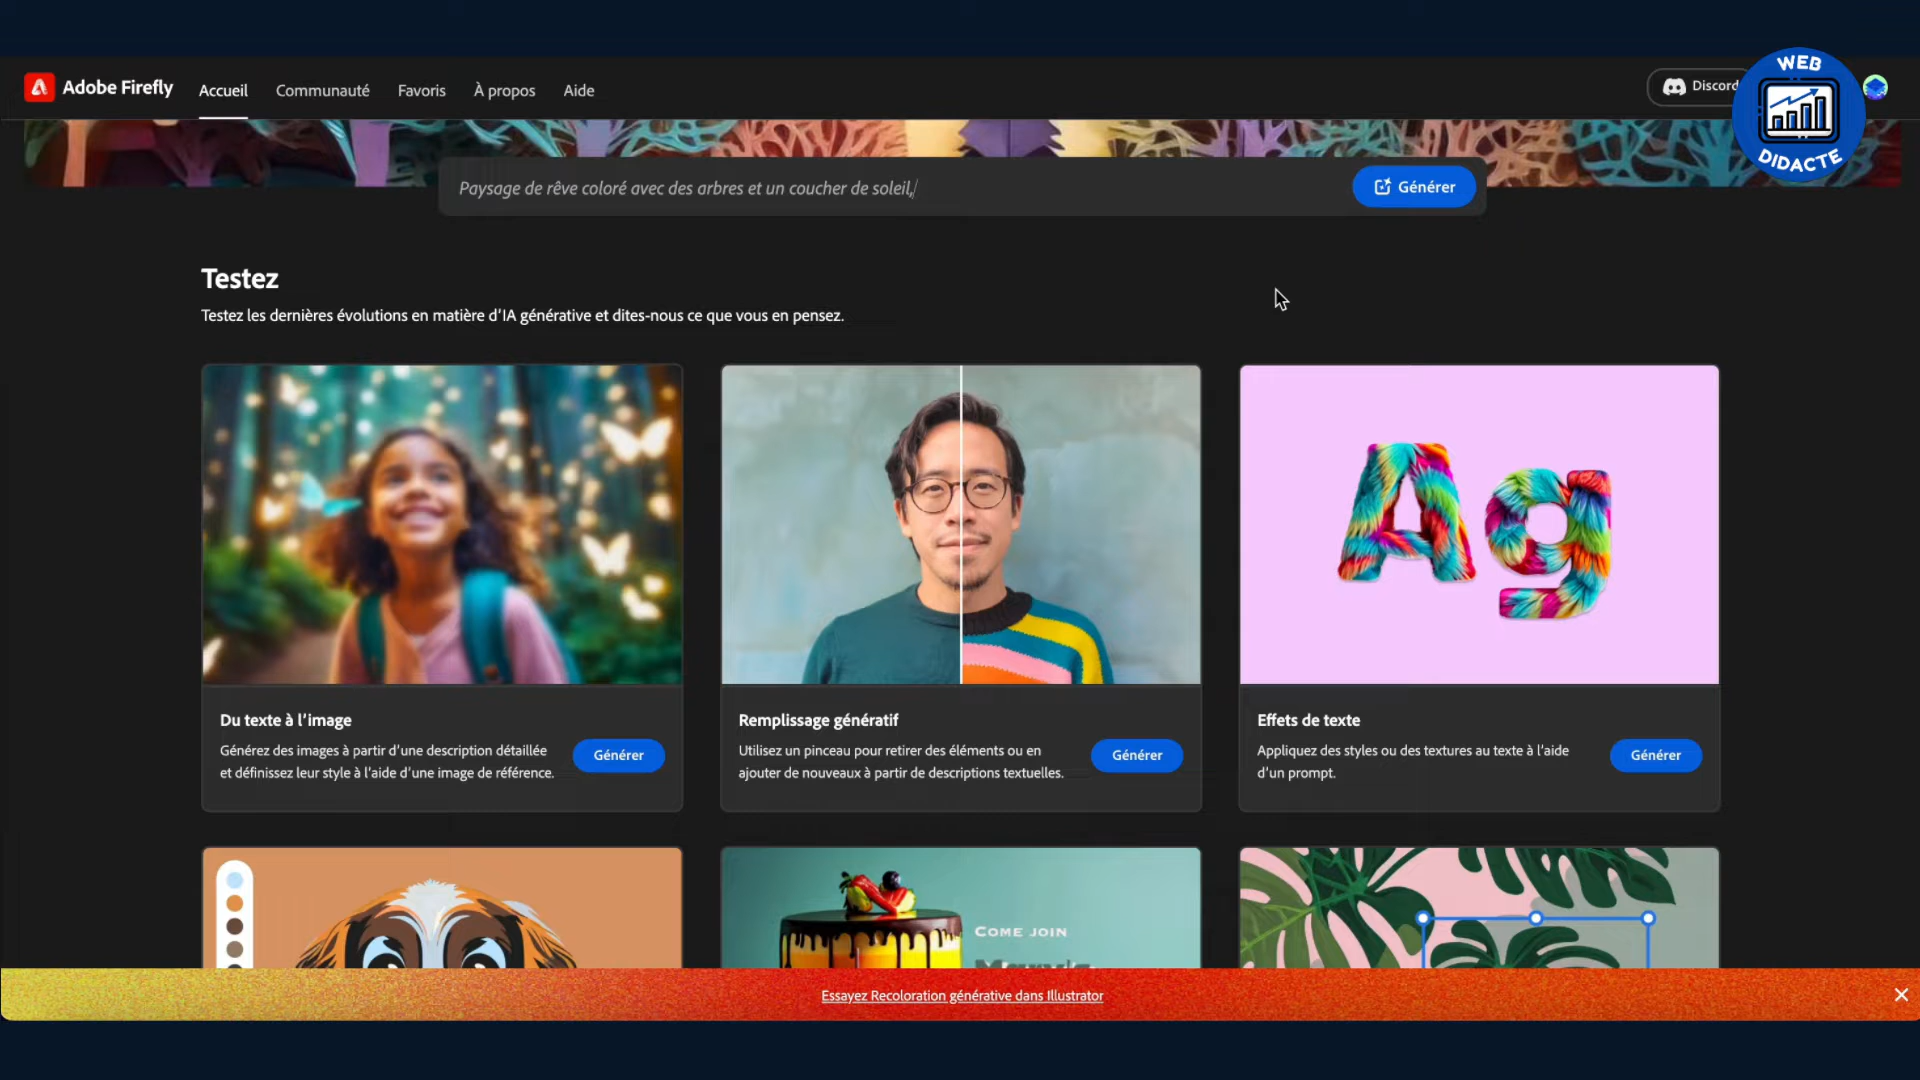 WEB
DIDACTE
Adobe Firefly
Accueil
Communauté
Favoris
À propos
Aide
Discord
Paysage de rêve coloré avec des arbres et un coucher de soleil,
Générer
Testez
Testez les dernières évolutions en matière d'IA générative et dites-nous ce que vous en pensez.
Ag
Du texte à l'image
Générez des images à partir d'une description détaillée
et définissez leur style à l'aide d'une image de référence.
Générer
Remplissage génératif
Utilisez un pinceau pour retirer des éléments ou en
ajouter de nouveaux à partir de descriptions textuelles.
Générer
Effets de texte
Appliquez des styles ou des textures au texte à l'aide
d'un prompt.
Générer
COME JOIN
Essayez Recoloration générative dans Illustrator